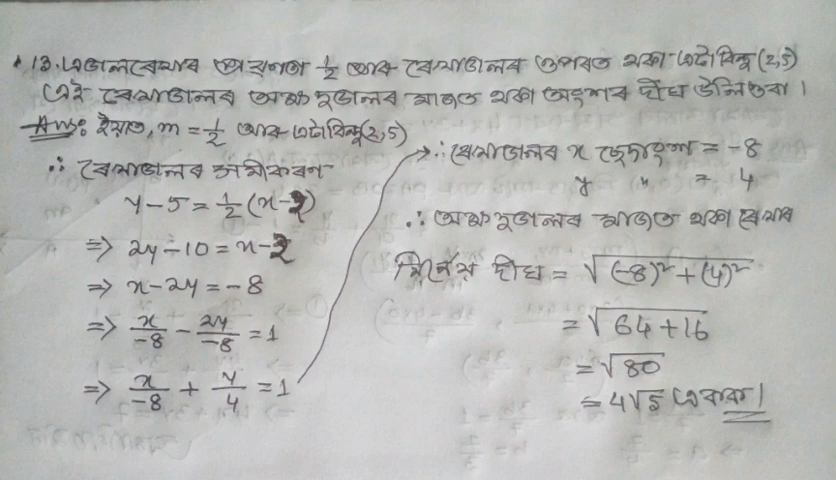 13. এডালৰেখাৰ প্ৰৱণতা 1/2 আৰু ৰেখাডালৰ ওপৰত থকা এটা বিন্দু (2,5)
এই ৰেখাডালৰ অক্ষ দুডালৰ মাজত থকা অংশৰ দীঘ উলিওৱা।
Ans: ইয়াত, m = 1/2 আৰু এটা বিন্দু (2,5)
∴ ৰেখাডালৰ সমীকৰণ
y-5 = 1/2 (x-2)
⇒ 2y-10 = x-2
⇒ x-2y = -8
⇒ x/-8 - 2y/-8 = 1
⇒ x/-8 + y/4 = 1
∴ ৰেখাডালৰ x ছেদাংশ = -8
y " = 4
∴ অক্ষ দুডালৰ মাজত থকা ৰেখাৰ
নিৰ্ণেয় দীঘ = √(-8)² + (4)²
= √64+16
= √80
= 4√5 একক।